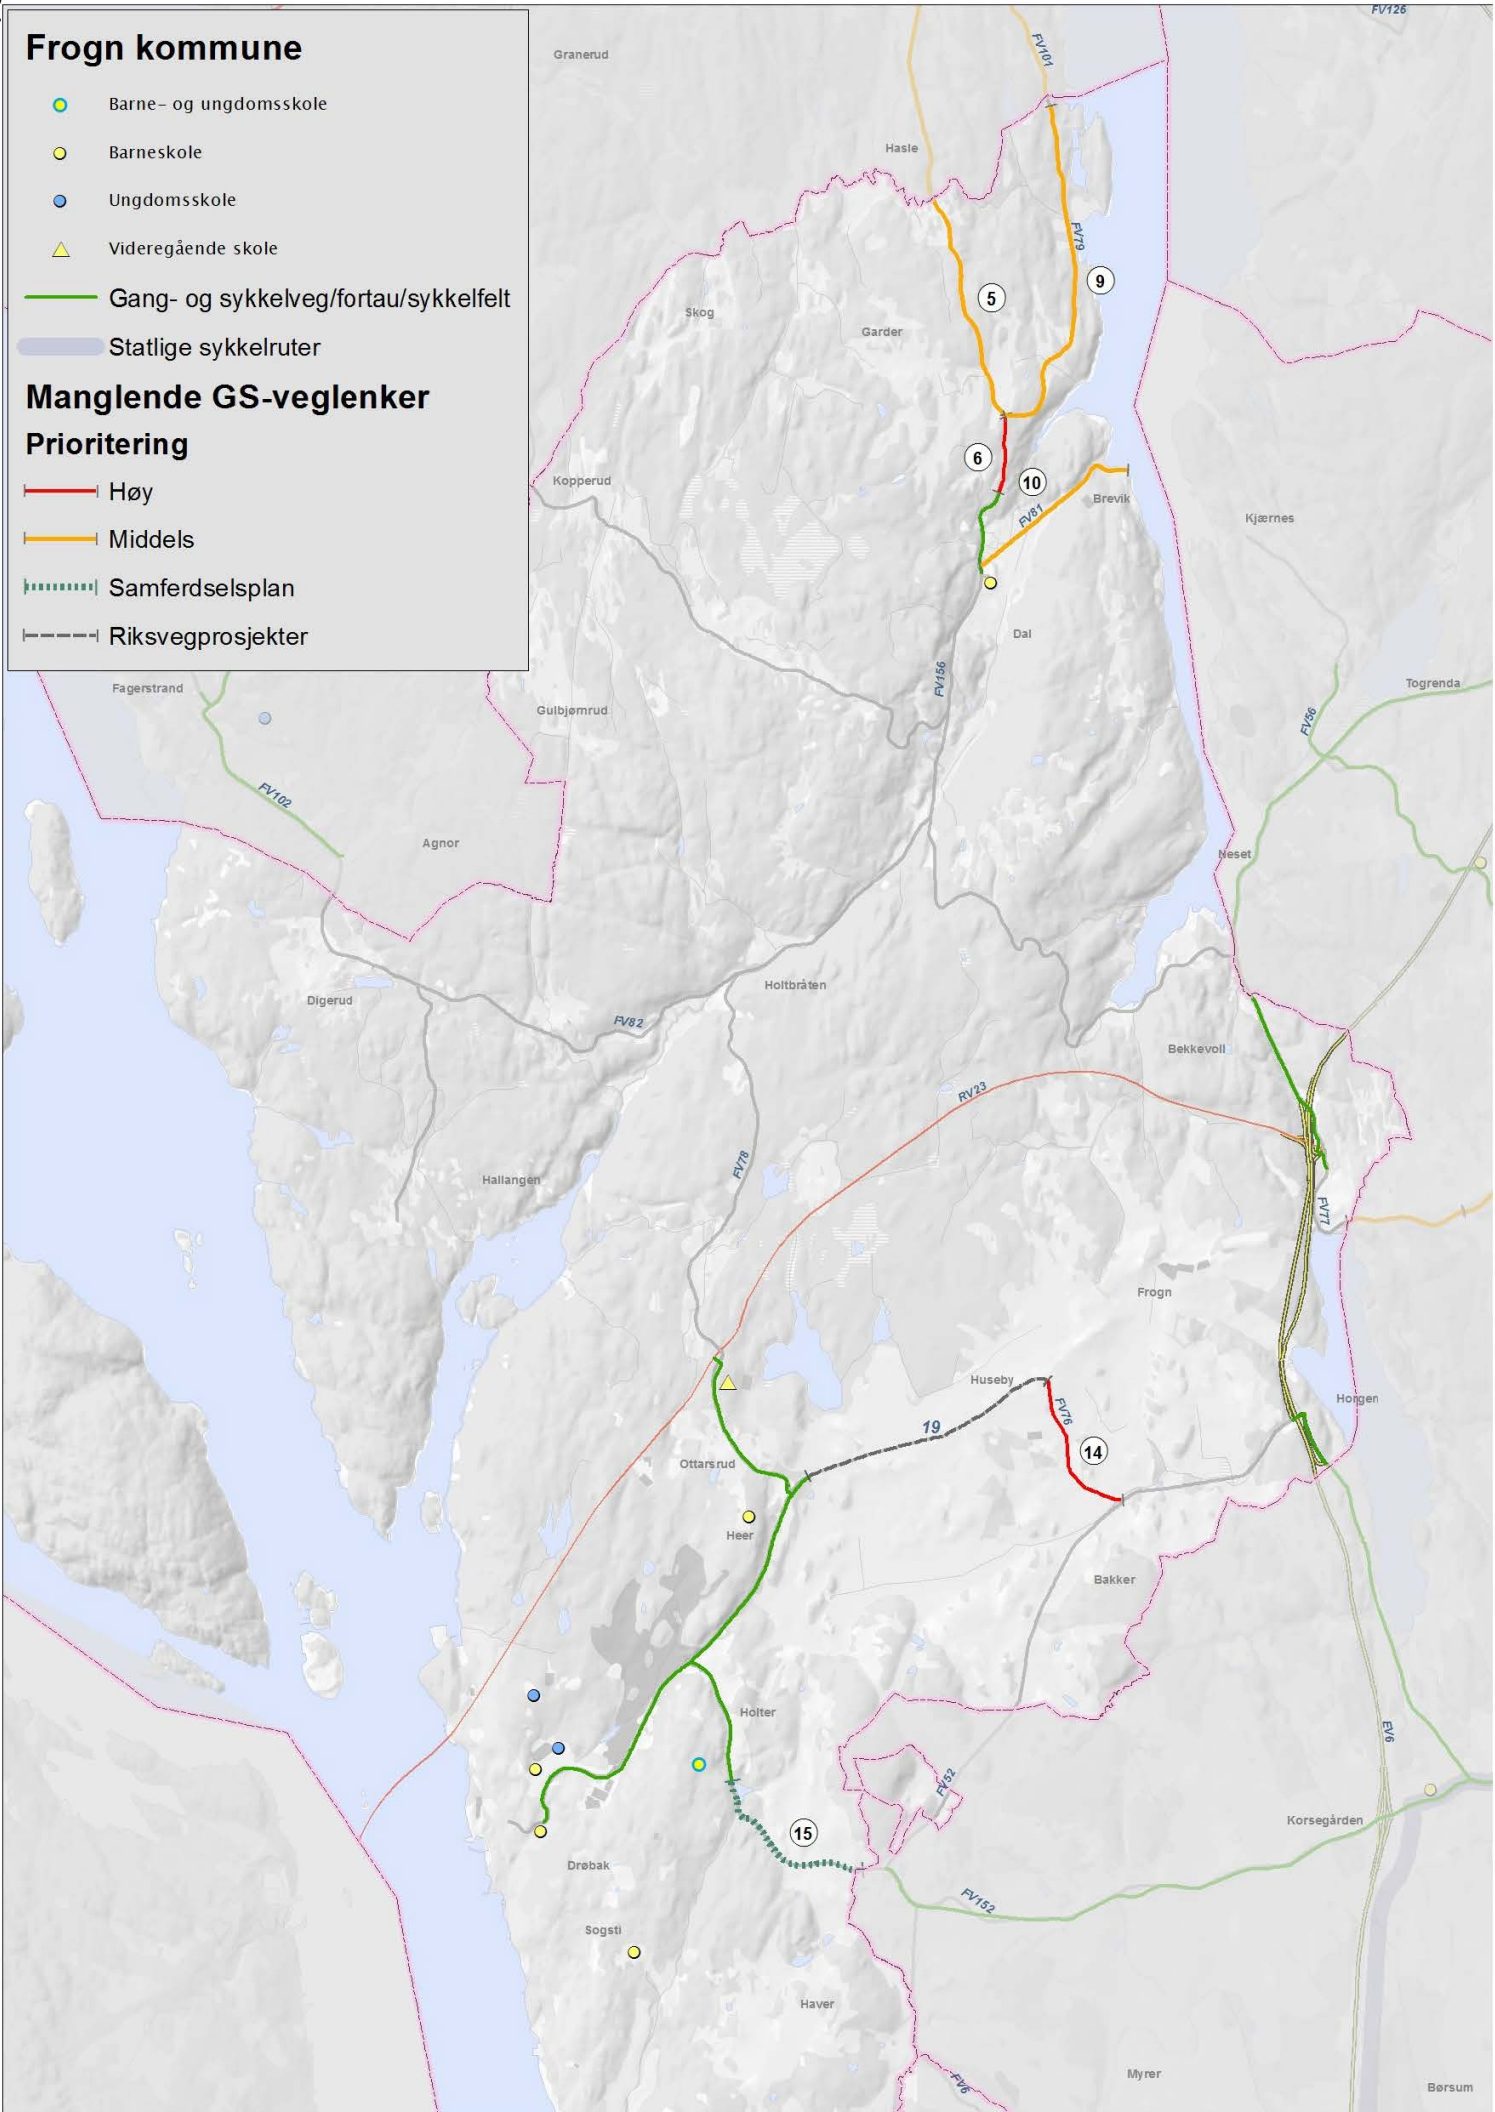 Frogn kommune
Barne- og ungdomsskole
Barneskole
Ungdomsskole
Videregående skole
Gang- og sykkelveg/fortau/sykkelfelt
Statlige sykkelruter
Manglende GS-veglenker
Prioritering
Høy
Middels
Samferdselsplan
Riksvegprosjekter
FV126
Granerud
FV101
Hasle
FV79
9
5
Skog
Garder
6
10
Kopperud
Brevik
FV81
Kjærnes
Dal
FV156
Fagerstrand
Togrenda
Gulbjørnrud
FV56
FV102
Agnor
Neset
Holtbråten
Digerud
FV82
Bekkevoll
RV23
FV78
Hallangen
FV77
Frogn
Huseby
Horgen
FV76
19
14
Ottarsrud
Heer
Bakker
Holter
EV6
FV52
15
Korsegården
Drøbak
FV152
Sogsti
Haver
Myrer
FV6
Børsum